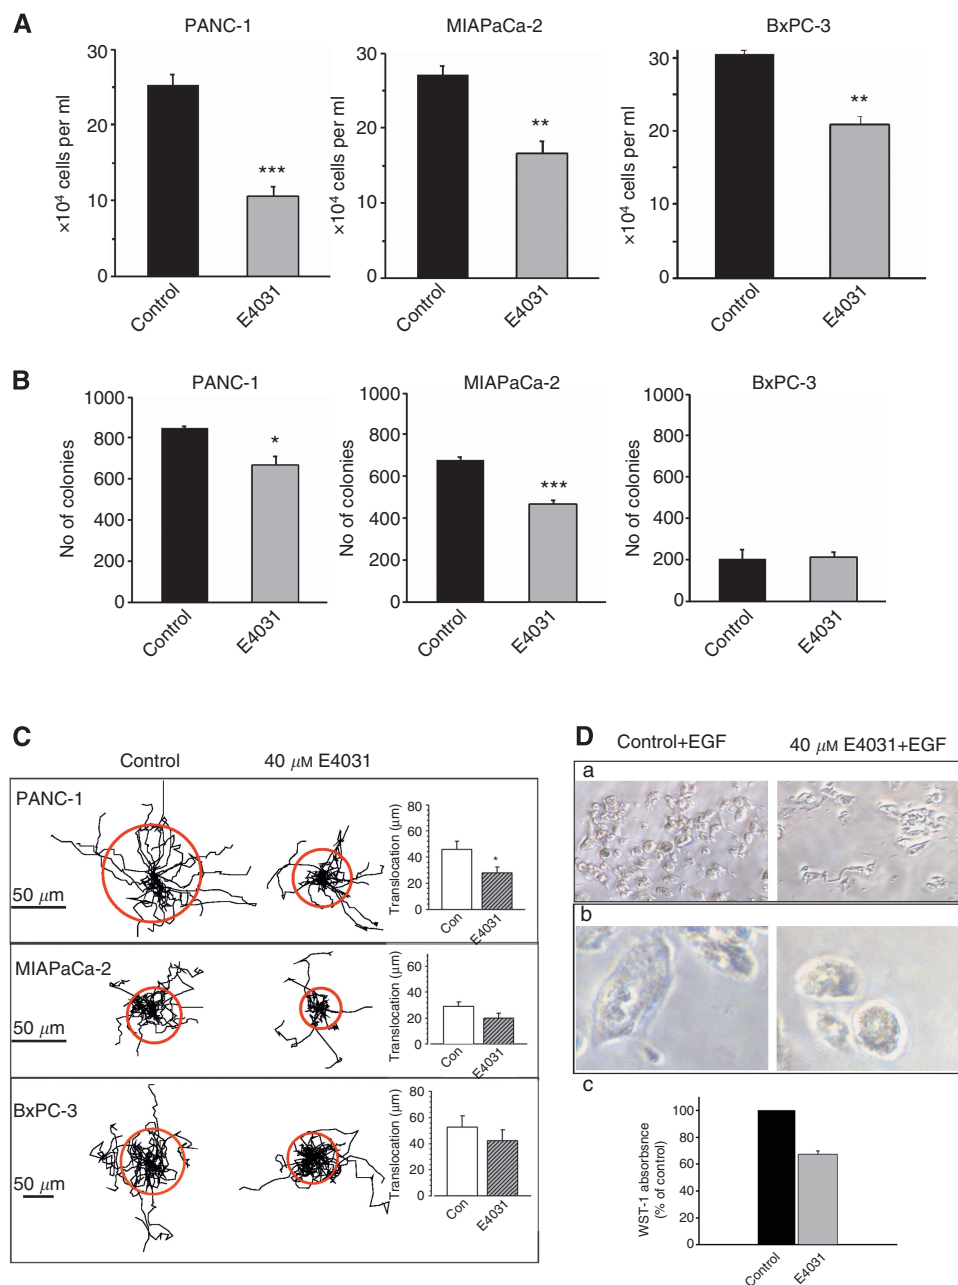 A
PANC-1
MIAPaCa-2
BxPC-3
×10⁴ cells per ml
30
20
10
0
***
Control
E4031
×10⁴ cells per ml
30
20
10
0
**
Control
E4031
×10⁴ cells per ml
30
20
10
0
**
Control
E4031
B
PANC-1
MIAPaCa-2
BxPC-3
No of colonies
1000
800
600
400
200
0
*
Control
E4031
No of colonies
1000
800
600
400
200
0
***
Control
E4031
No of colonies
1000
800
600
400
200
0
Control
E4031
C
Control
40 μM E4031
PANC-1
50 μm
Translocation (μm)
80
60
40
20
0
*
Con
E4031
MIAPaCa-2
50 μm
Translocation (μm)
60
40
20
0
Con
E4031
BxPC-3
50 μm
Translocation (μm)
80
60
40
20
0
Con
E4031
D
Control+EGF
40 μM E4031+EGF
a
b
c
WST-1 absorbsnce
(% of control)
100
80
60
40
20
0
Control
E4031